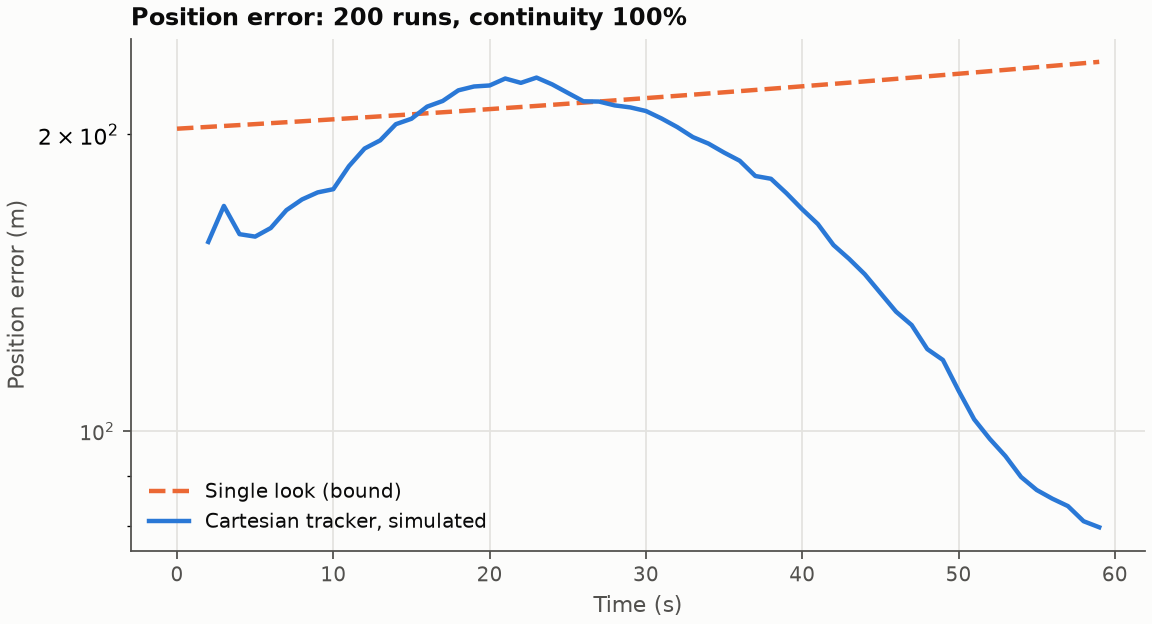 Position error: 200 runs, continuity 100%
Position error (m)
2 × 10²
10²
Single look (bound)
Cartesian tracker, simulated
0 10 20 30 40 50 60
Time (s)